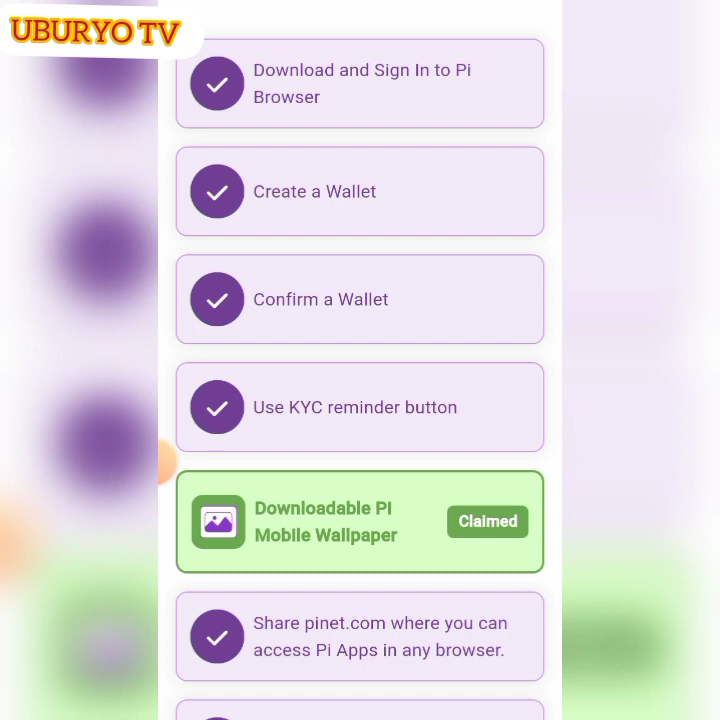 UBURYO TV
Download and Sign In to Pi
Browser
Create a Wallet
Confirm a Wallet
Use KYC reminder button
Downloadable Pi
Mobile Wallpaper
Claimed
Share pinet.com where you can
access Pi Apps in any browser.